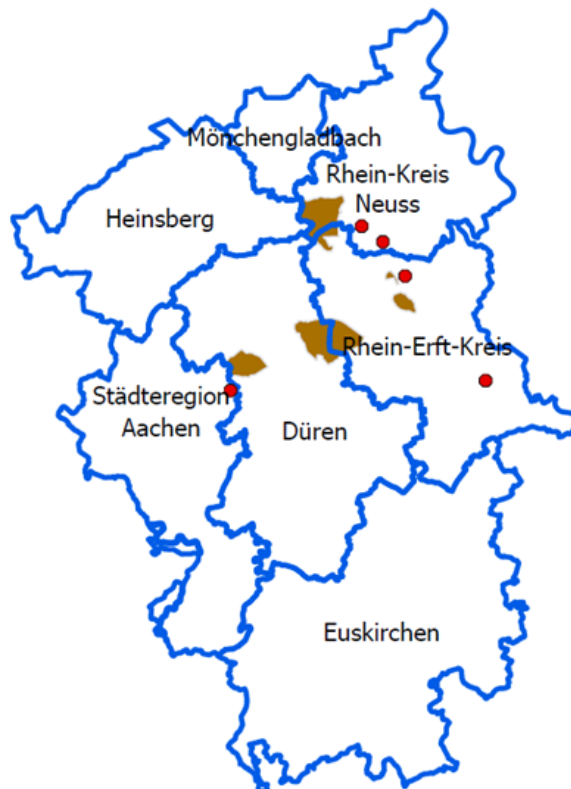 Mönchengladbach
Rhein-Kreis
Neuss
Heinsberg
Rhein-Erft-Kreis
Städteregion
Aachen
Düren
Euskirchen